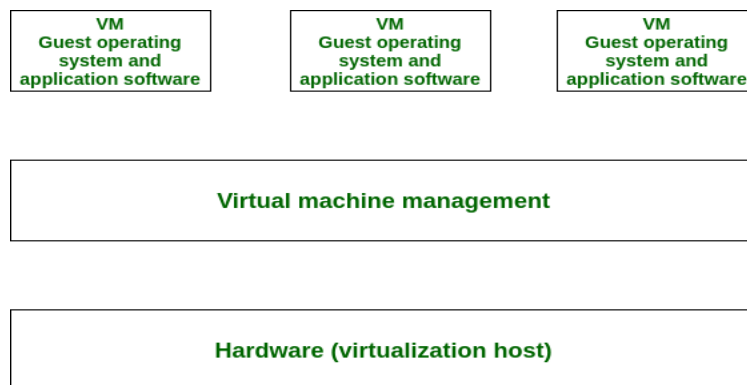 VM
Guest operating
system and
application software
VM
Guest operating
system and
application software
VM
Guest operating
system and
application software
Virtual machine management
Hardware (virtualization host)